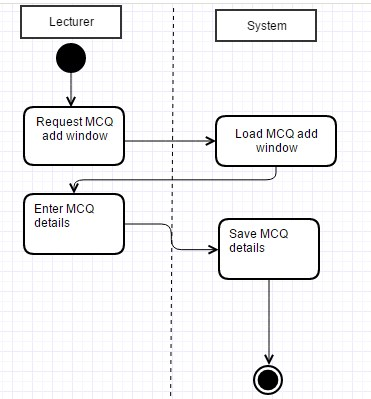 Lecturer
System
Request MCQ
add window
Load MCQ add
window
Enter MCQ
details
Save MCQ
details